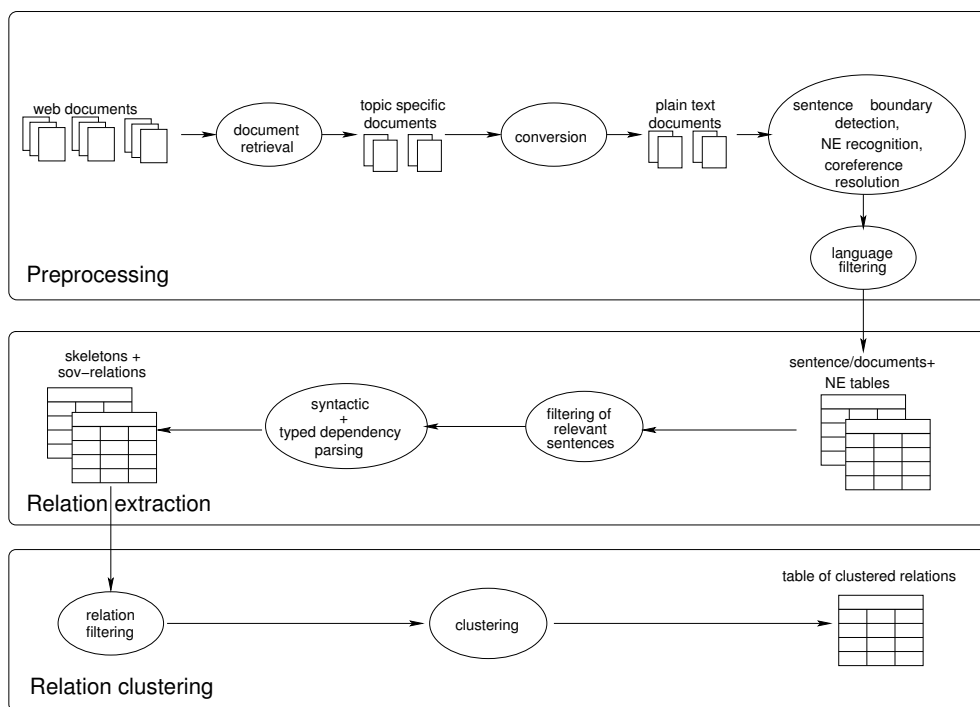 web documents
document
retrieval
topic specific
documents
conversion
plain text
documents
sentence boundary
detection,
NE recognition,
coreference
resolution
language
filtering
Preprocessing
sentence/documents+
NE tables
filtering of
relevant
sentences
syntactic
+
typed dependency
parsing
skeletons +
sov-relations
Relation extraction
relation
filtering
clustering
table of clustered relations
Relation clustering